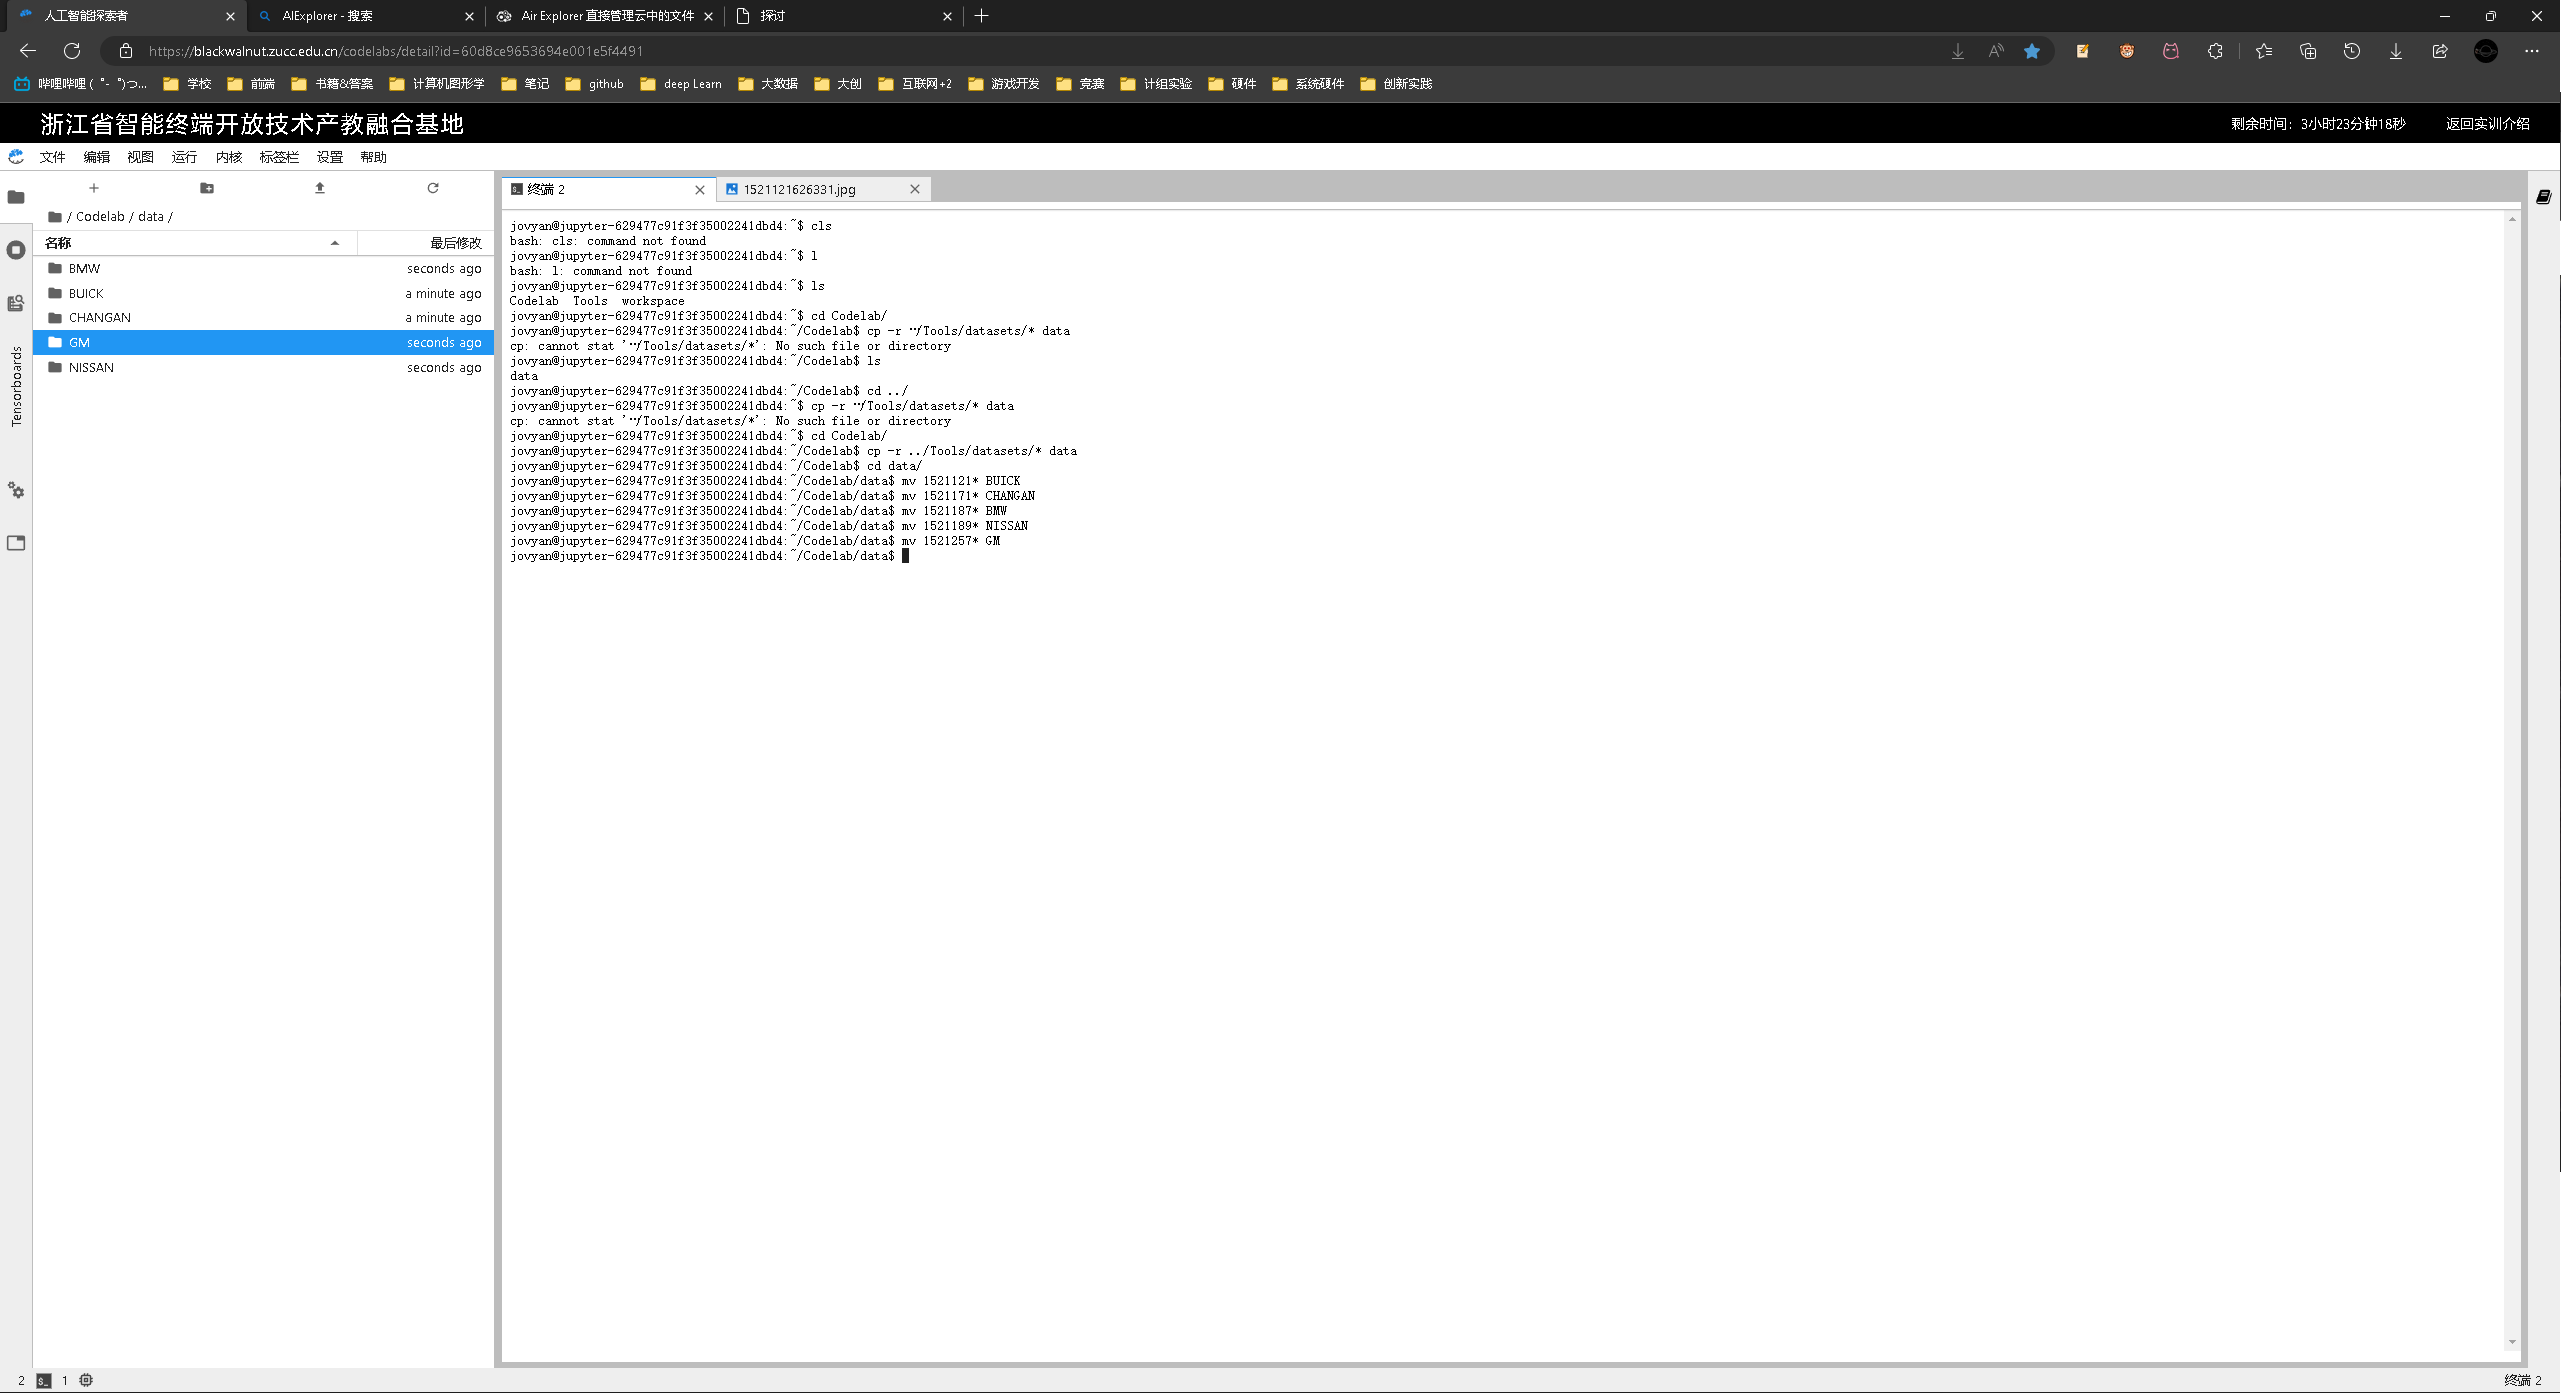 人工智能探索者
AIExplorer - 搜索
Air Explorer 直接管理云中的文件
探讨
https://blackwalnut.zucc.edu.cn/codelabs/detail?id=60d8ce9653694e001e5f4491
哔哩哔哩 ( ゜- ゜)つ...
学校
前端
书籍&答案
计算机图形学
笔记
github
deep Learn
大数据
大创
互联网+2
游戏开发
竞赛
计组实验
硬件
系统硬件
创新实践
浙江省智能终端开放技术产教融合基地
剩余时间：3小时23分钟18秒
返回实训介绍
文件 编辑 视图 运行 内核 标签栏 设置 帮助
/ Codelab / data /
名称 最后修改
BMW seconds ago
BUICK a minute ago
CHANGAN a minute ago
GM seconds ago
NISSAN seconds ago
Tensorboards
终端 2
1521121626331.jpg
jovyan@jupyter-629477c91f3f35002241dbd4:~$ cls
bash: cls: command not found
jovyan@jupyter-629477c91f3f35002241dbd4:~$ l
bash: l: command not found
jovyan@jupyter-629477c91f3f35002241dbd4:~$ ls
Codelab  Tools  workspace
jovyan@jupyter-629477c91f3f35002241dbd4:~$ cd Codelab/
jovyan@jupyter-629477c91f3f35002241dbd4:~/Codelab$ cp -r ¨/Tools/datasets/* data
cp: cannot stat '¨/Tools/datasets/*': No such file or directory
jovyan@jupyter-629477c91f3f35002241dbd4:~/Codelab$ ls
data
jovyan@jupyter-629477c91f3f35002241dbd4:~/Codelab$ cd ../
jovyan@jupyter-629477c91f3f35002241dbd4:~$ cp -r ¨/Tools/datasets/* data
cp: cannot stat '¨/Tools/datasets/*': No such file or directory
jovyan@jupyter-629477c91f3f35002241dbd4:~$ cd Codelab/
jovyan@jupyter-629477c91f3f35002241dbd4:~/Codelab$ cp -r ../Tools/datasets/* data
jovyan@jupyter-629477c91f3f35002241dbd4:~/Codelab$ cd data/
jovyan@jupyter-629477c91f3f35002241dbd4:~/Codelab/data$ mv 1521121* BUICK
jovyan@jupyter-629477c91f3f35002241dbd4:~/Codelab/data$ mv 1521171* CHANGAN
jovyan@jupyter-629477c91f3f35002241dbd4:~/Codelab/data$ mv 1521187* BMW
jovyan@jupyter-629477c91f3f35002241dbd4:~/Codelab/data$ mv 1521189* NISSAN
jovyan@jupyter-629477c91f3f35002241dbd4:~/Codelab/data$ mv 1521257* GM
jovyan@jupyter-629477c91f3f35002241dbd4:~/Codelab/data$
2 1
终端 2